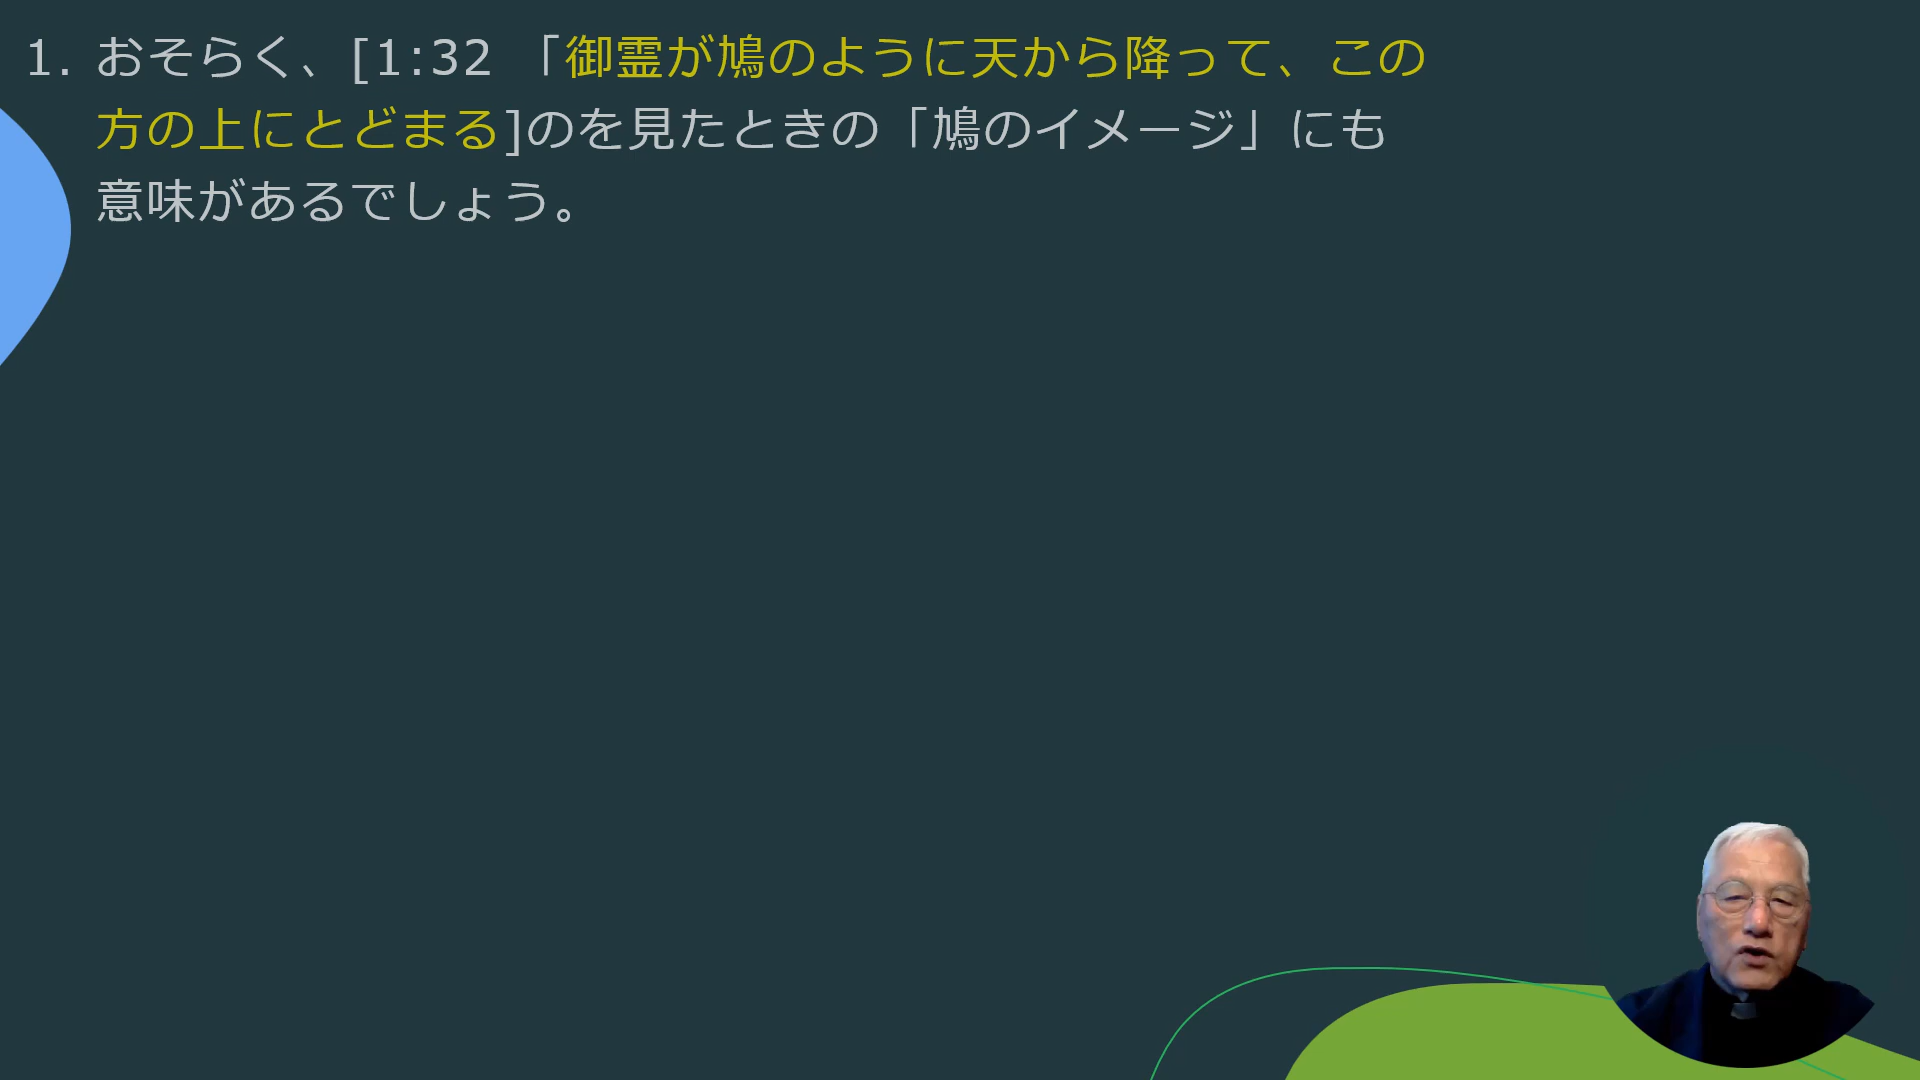 1. おそらく、[1:32 「御霊が鳩のように天から降って、この
方の上にとどまる]のを見たときの「鳩のイメージ」にも
意味があるでしょう。